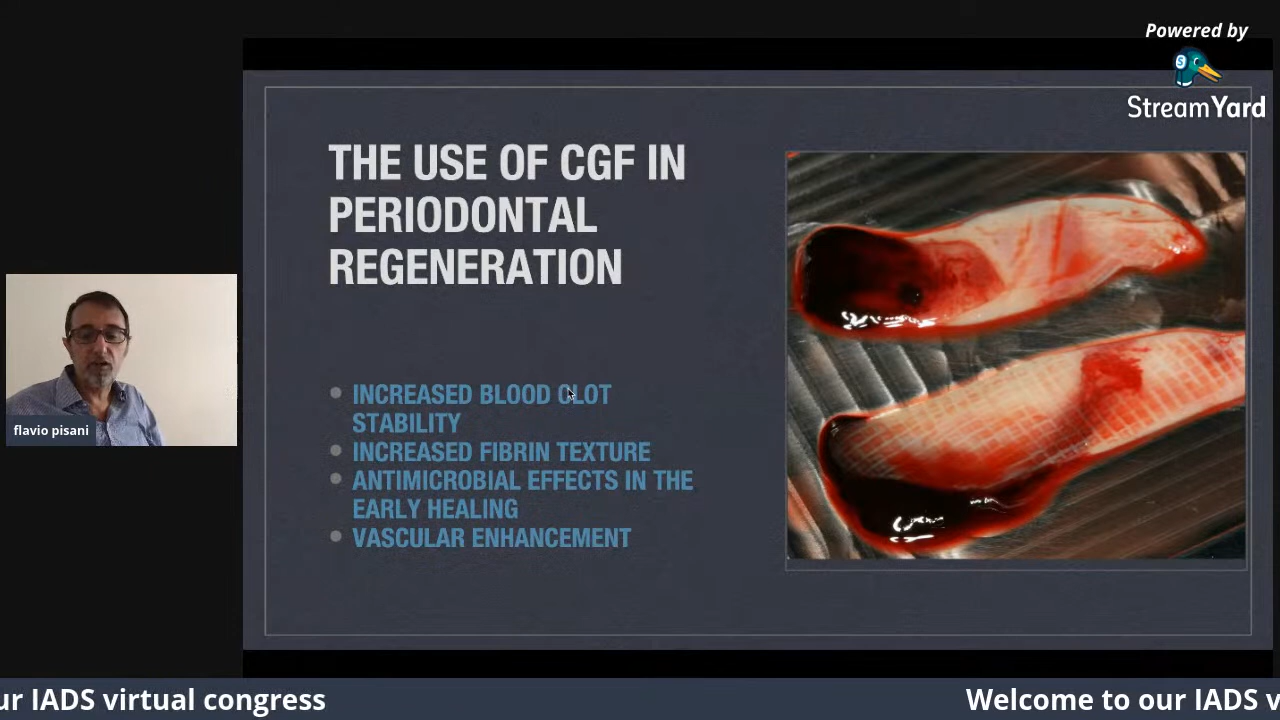 Powered by
StreamYard
THE USE OF CGF IN
PERIODONTAL
REGENERATION
INCREASED BLOOD CLOT
STABILITY
INCREASED FIBRIN TEXTURE
ANTIMICROBIAL EFFECTS IN THE
EARLY HEALING
VASCULAR ENHANCEMENT
flavio pisani
ur IADS virtual congress
Welcome to our IADS v